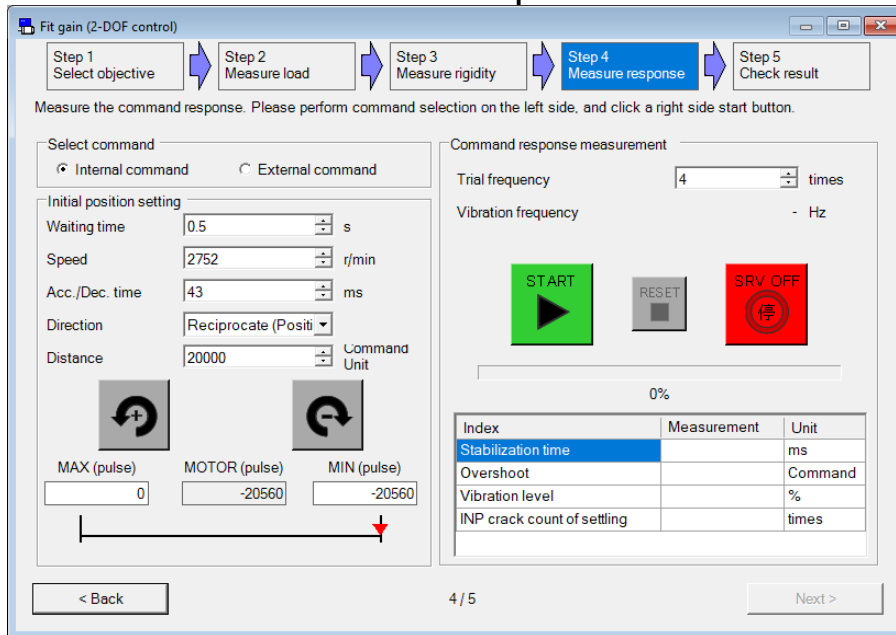 Fit gain (2-DOF control)
Step 1
Select objective
Step 2
Measure load
Step 3
Measure rigidity
Step 4
Measure response
Step 5
Check result
Measure the command response. Please perform command selection on the left side, and click a right side start button.
Select command
Internal command
External command
Initial position setting
Waiting time 0.5 s
Speed 2752 r/min
Acc./Dec. time 43 ms
Direction Reciprocate (Positi
Distance 20000 Command
Unit
MAX (pulse) MOTOR (pulse) MIN (pulse)
0 -20560 -20560
Command response measurement
Trial frequency 4 times
Vibration frequency - Hz
START
RESET
SRV OFF
停
0%
Index Measurement Unit
Stabilization time ms
Overshoot Command
Vibration level %
INP crack count of settling times
< Back
4 / 5
Next >